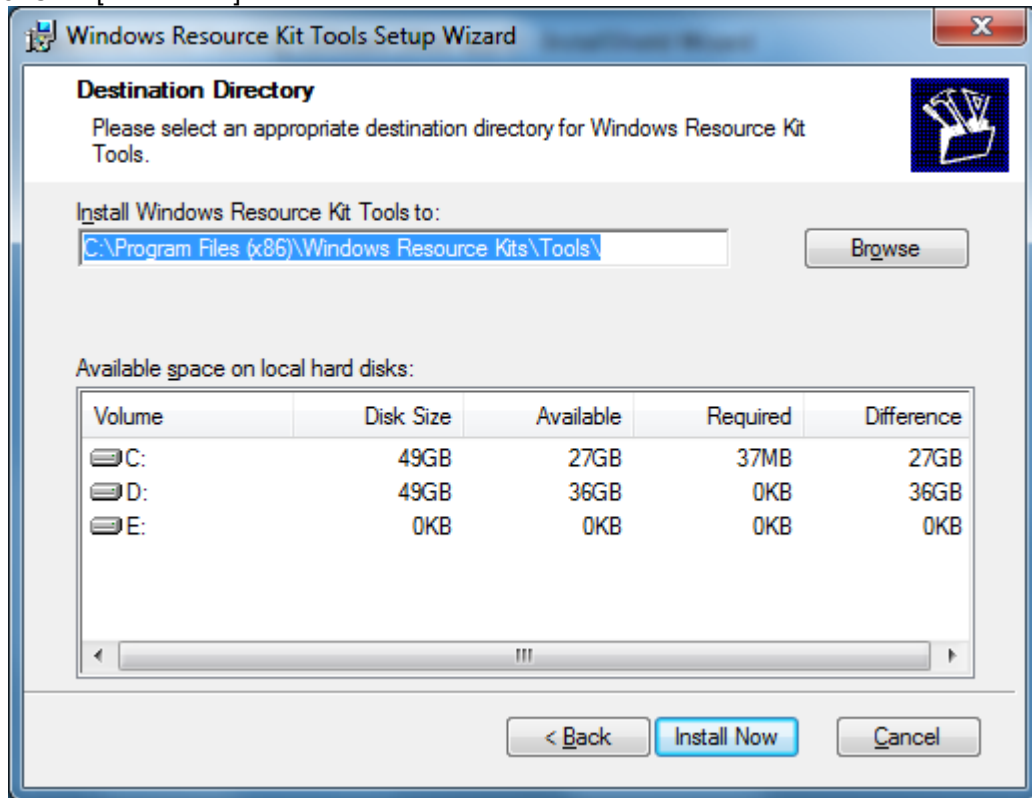 Windows Resource Kit Tools Setup Wizard
Destination Directory
Please select an appropriate destination directory for Windows Resource Kit
Tools.
Install Windows Resource Kit Tools to:
C:\Program Files (x86)\Windows Resource Kits\Tools\
Browse
Available space on local hard disks:
Volume Disk Size Available Required Difference
C: 49GB 27GB 37MB 27GB
D: 49GB 36GB 0KB 36GB
E: 0KB 0KB 0KB 0KB
< Back Install Now Cancel